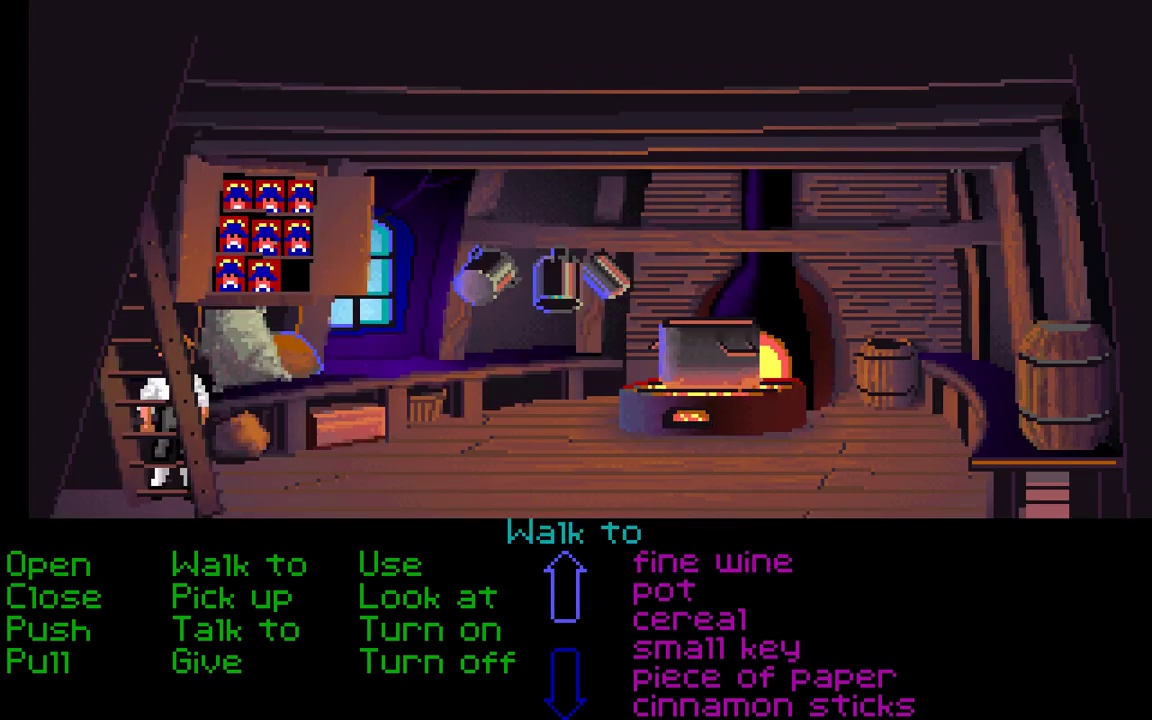 Walk to
Open Walk to Use
Close Pick up Look at
Push Talk to Turn on
Pull Give Turn off
fine wine
pot
cereal
small key
piece of paper
cinnamon sticks